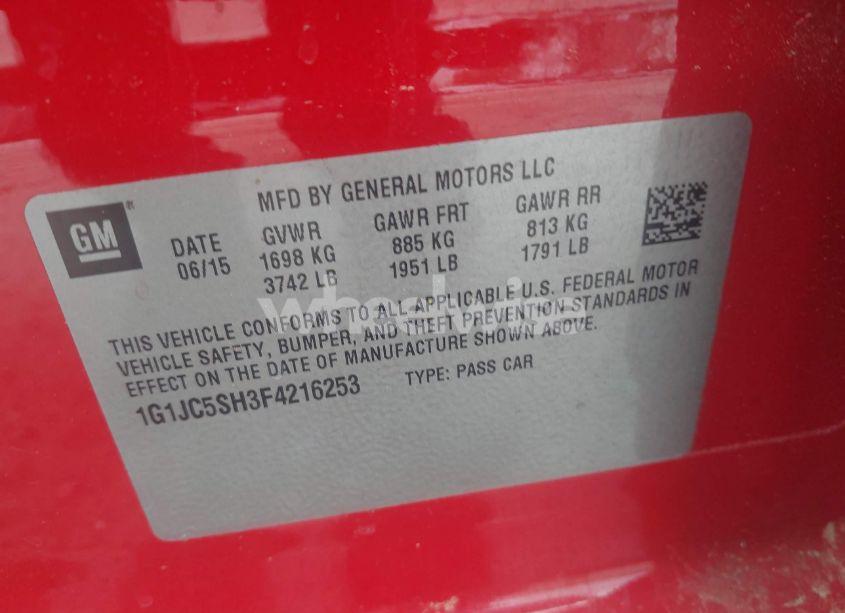 GM
MFD BY GENERAL MOTORS LLC
DATE GVWR GAWR FRT GAWR RR
06/15 1698 KG 885 KG 813 KG
3742 LB 1951 LB 1791 LB
THIS VEHICLE CONFORMS TO ALL APPLICABLE U.S. FEDERAL MOTOR
VEHICLE SAFETY, BUMPER, AND THEFT PREVENTION STANDARDS IN
EFFECT ON THE DATE OF MANUFACTURE SHOWN ABOVE.
1G1JC5SH3F4216253 TYPE: PASS CAR